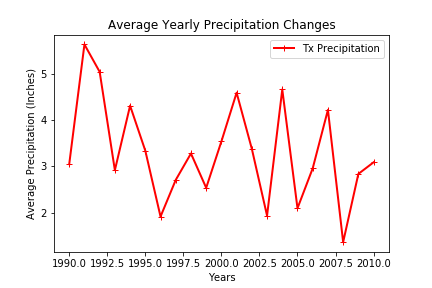 Average Yearly Precipitation Changes
Tx Precipitation
Average Precipitation (Inches)
5
4
3
2
1990.0 1992.5 1995.0 1997.5 2000.0 2002.5 2005.0 2007.5 2010.0
Years